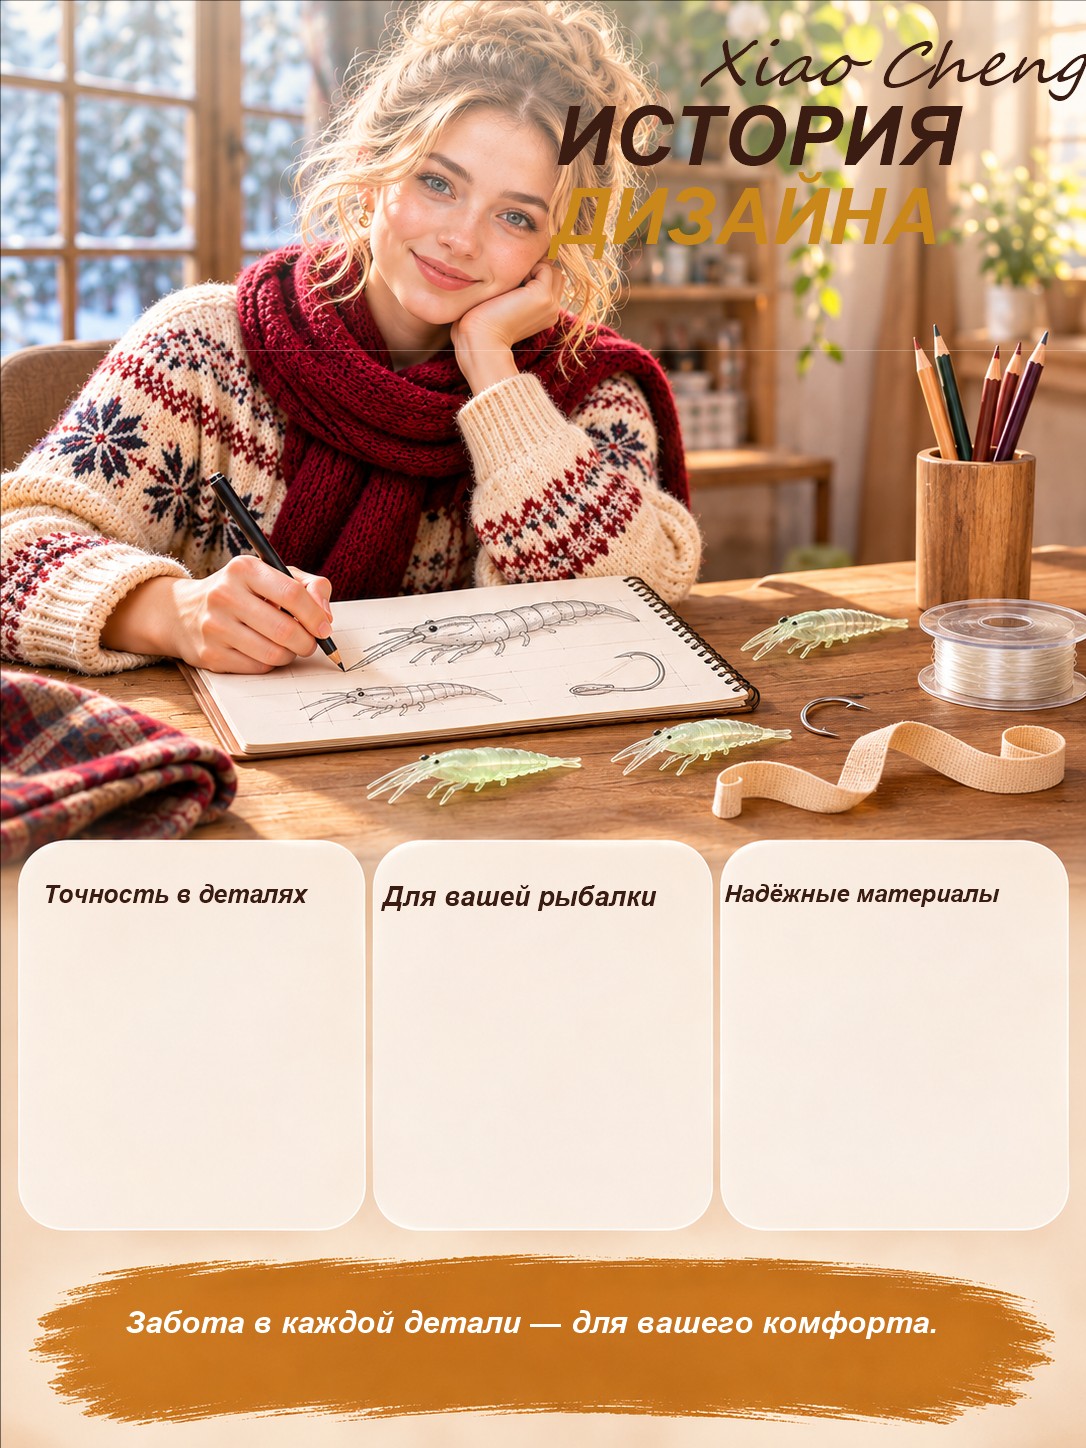 Xiao Cheng
ИСТОРИЯ
ДИЗАЙНА
Точность в деталях
Для вашей рыбалки
Надёжные материалы
Забота в каждой детали — для вашего комфорта.